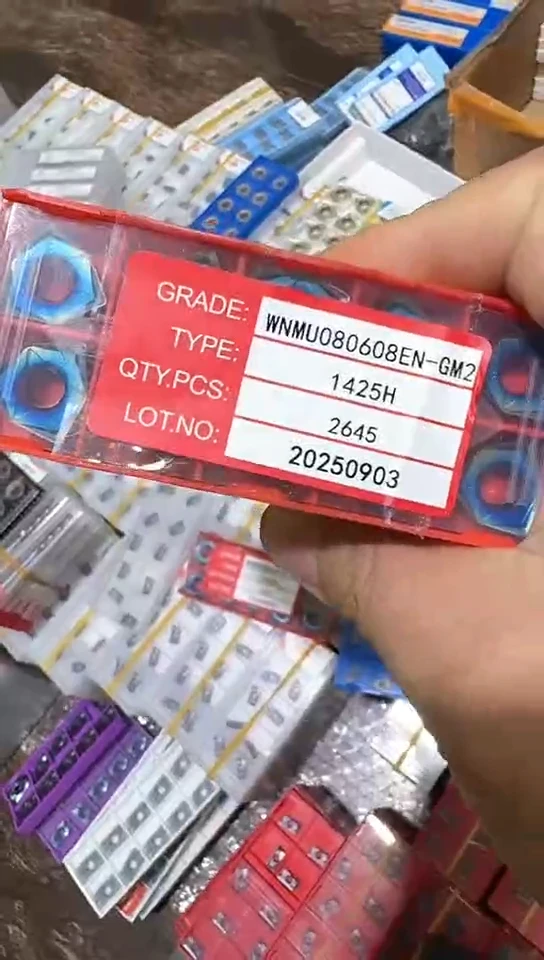 GRADE: WNMU080608EN-GM2
TYPE: 1425H
QTY.PCS: 2645
LOT.NO: 20250903